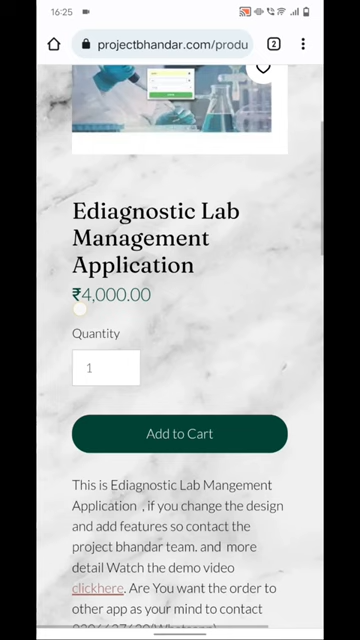 16:25
projectbhandar.com/produ
2
Ediagnostic Lab
Management
Application
₹4,000.00
Quantity
1
Add to Cart
This is Ediagnostic Lab Mangement
Application , if you change the design
and add features so contact the
project bhandar team. and more
detail Watch the demo video
clickhere. Are You want the order to
other app as your mind to contact